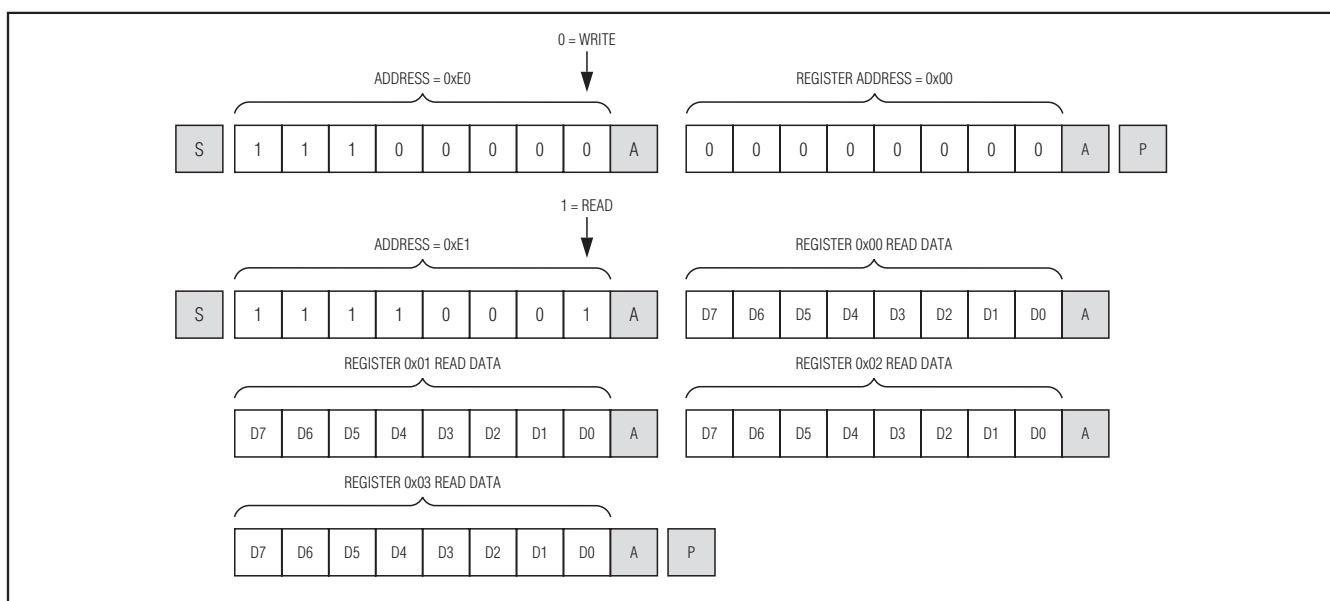 0 = WRITE
ADDRESS = 0xE0 REGISTER ADDRESS = 0x00
S 1 1 1 0 0 0 0 0 A 0 0 0 0 0 0 0 0 A P
1 = READ
ADDRESS = 0xE1 REGISTER 0x00 READ DATA
S 1 1 1 1 0 0 0 1 A D7 D6 D5 D4 D3 D2 D1 D0 A
REGISTER 0x01 READ DATA REGISTER 0x02 READ DATA
D7 D6 D5 D4 D3 D2 D1 D0 A D7 D6 D5 D4 D3 D2 D1 D0 A
REGISTER 0x03 READ DATA
D7 D6 D5 D4 D3 D2 D1 D0 A P